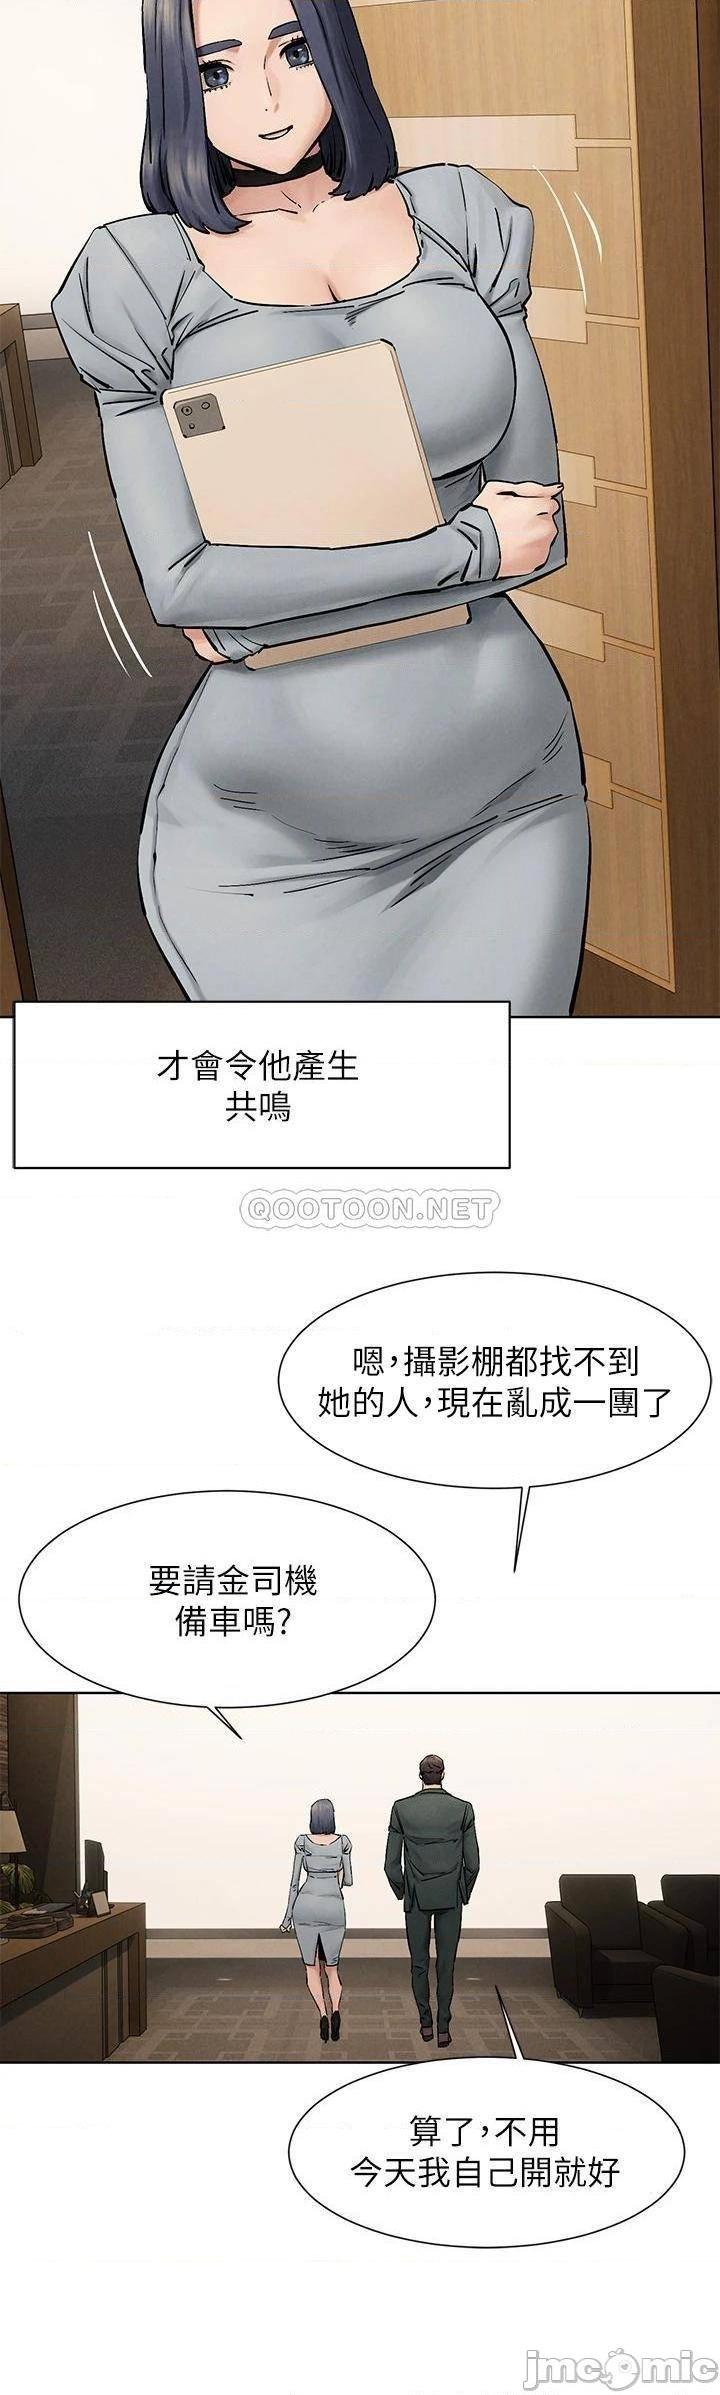 才會令他產生
共鳴
QOOTOON.NET
嗯，攝影棚都找不到
她的人，現在亂成一團了
要請金司機
備車嗎?
算了，不用
今天我自己開就好
jmcomic